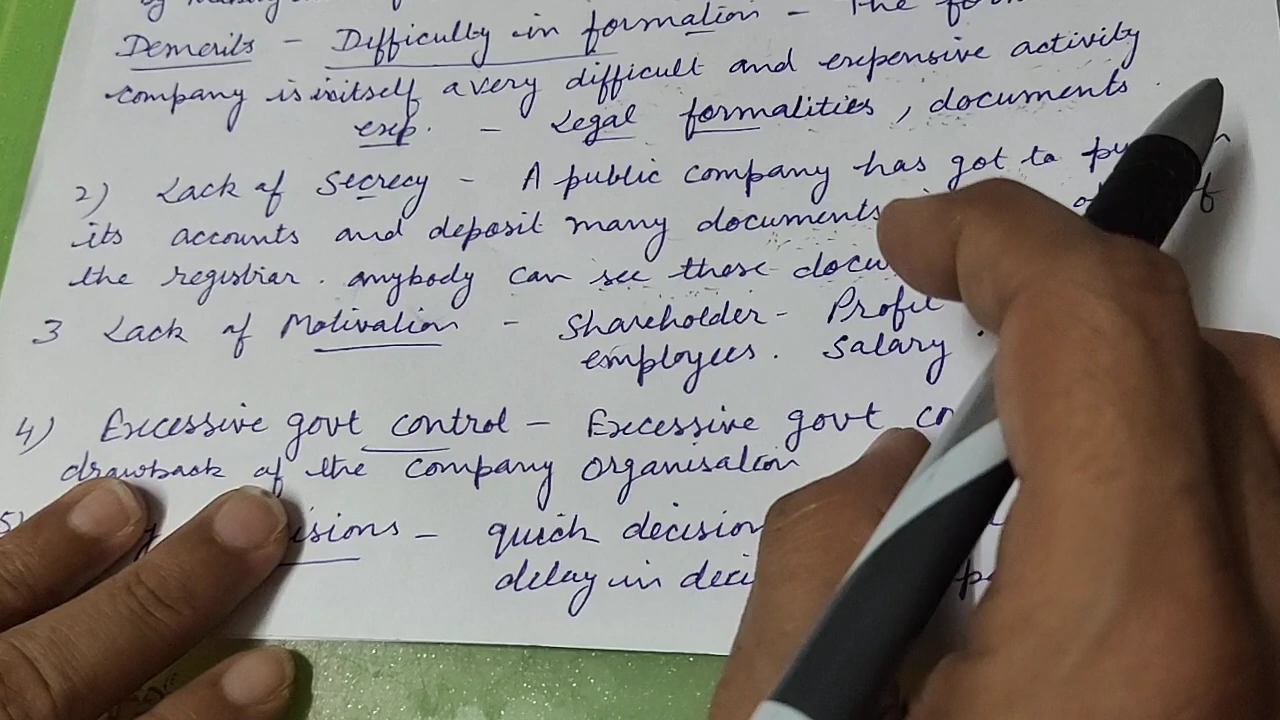 Demerits - Difficulty in formation - The
company is initself a very difficult and expensive activity
exp. - Legal formalities, documents
2) Lack of Secrecy - A public company has got to
its accounts and deposit many documents
the registrar. anybody can see these
3 Lack of Motivation - Shareholder - Profit
employees. Salary
4) Excessive govt control - Excessive govt
drawback of the company organisation
5) - quick decision
delay in